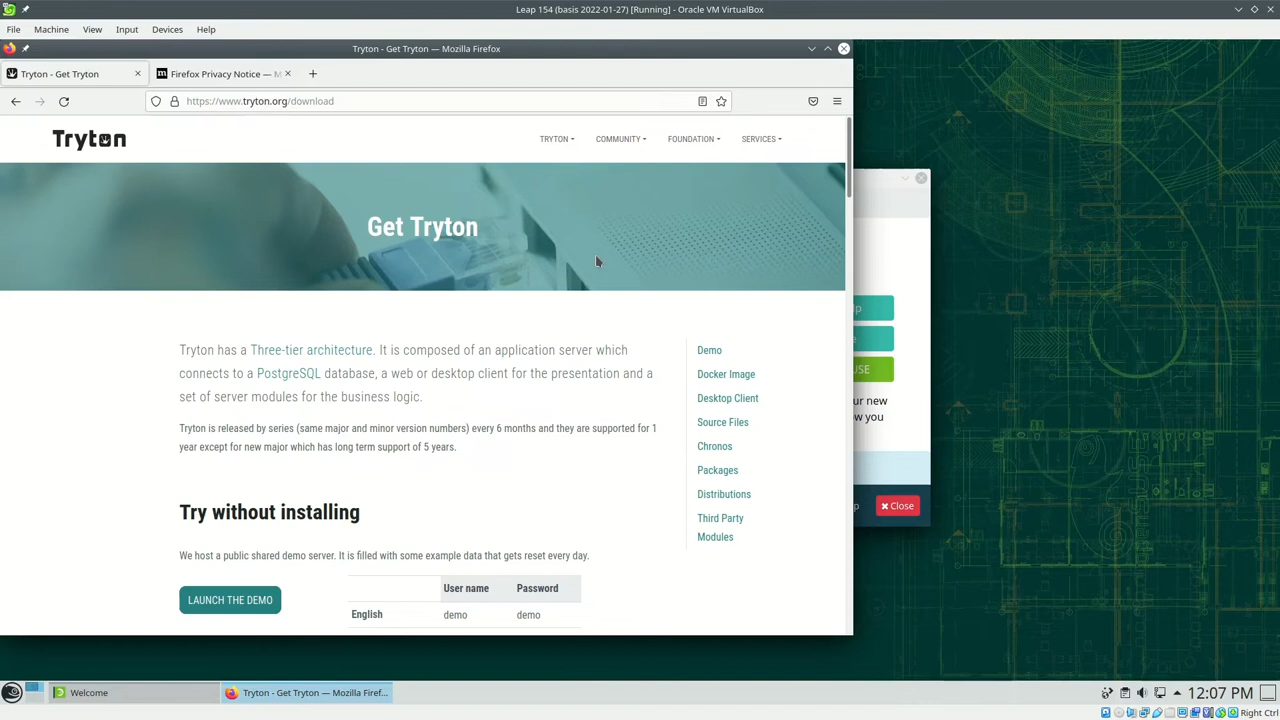 Leap 154 (basis 2022-01-27) [Running] - Oracle VM VirtualBox
File Machine View Input Devices Help
Tryton - Get Tryton — Mozilla Firefox
Tryton - Get Tryton
Firefox Privacy Notice —
https://www.tryton.org/download
Tryton
TRYTON COMMUNITY FOUNDATION SERVICES
Get Tryton
Tryton has a Three-tier architecture. It is composed of an application server which
connects to a PostgreSQL database, a web or desktop client for the presentation and a
set of server modules for the business logic.
Tryton is released by series (same major and minor version numbers) every 6 months and they are supported for 1
year except for new major which has long term support of 5 years.
Demo
Docker Image
Desktop Client
Source Files
Chronos
Packages
Distributions
Third Party
Modules
Try without installing
We host a public shared demo server. It is filled with some example data that gets reset every day.
LAUNCH THE DEMO
User name Password
English demo demo
USE
ur new
ow you
p
Close
Welcome
Tryton - Get Tryton — Mozilla Firef...
12:07 PM
Right Ctrl